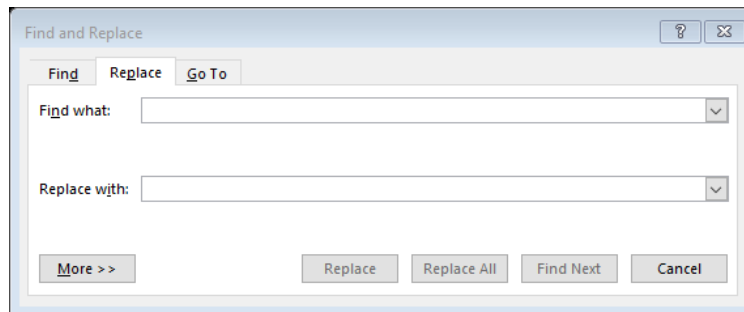 Find and Replace ?
Find Replace Go To
Find what:
Replace with:
More >> Replace Replace All Find Next Cancel